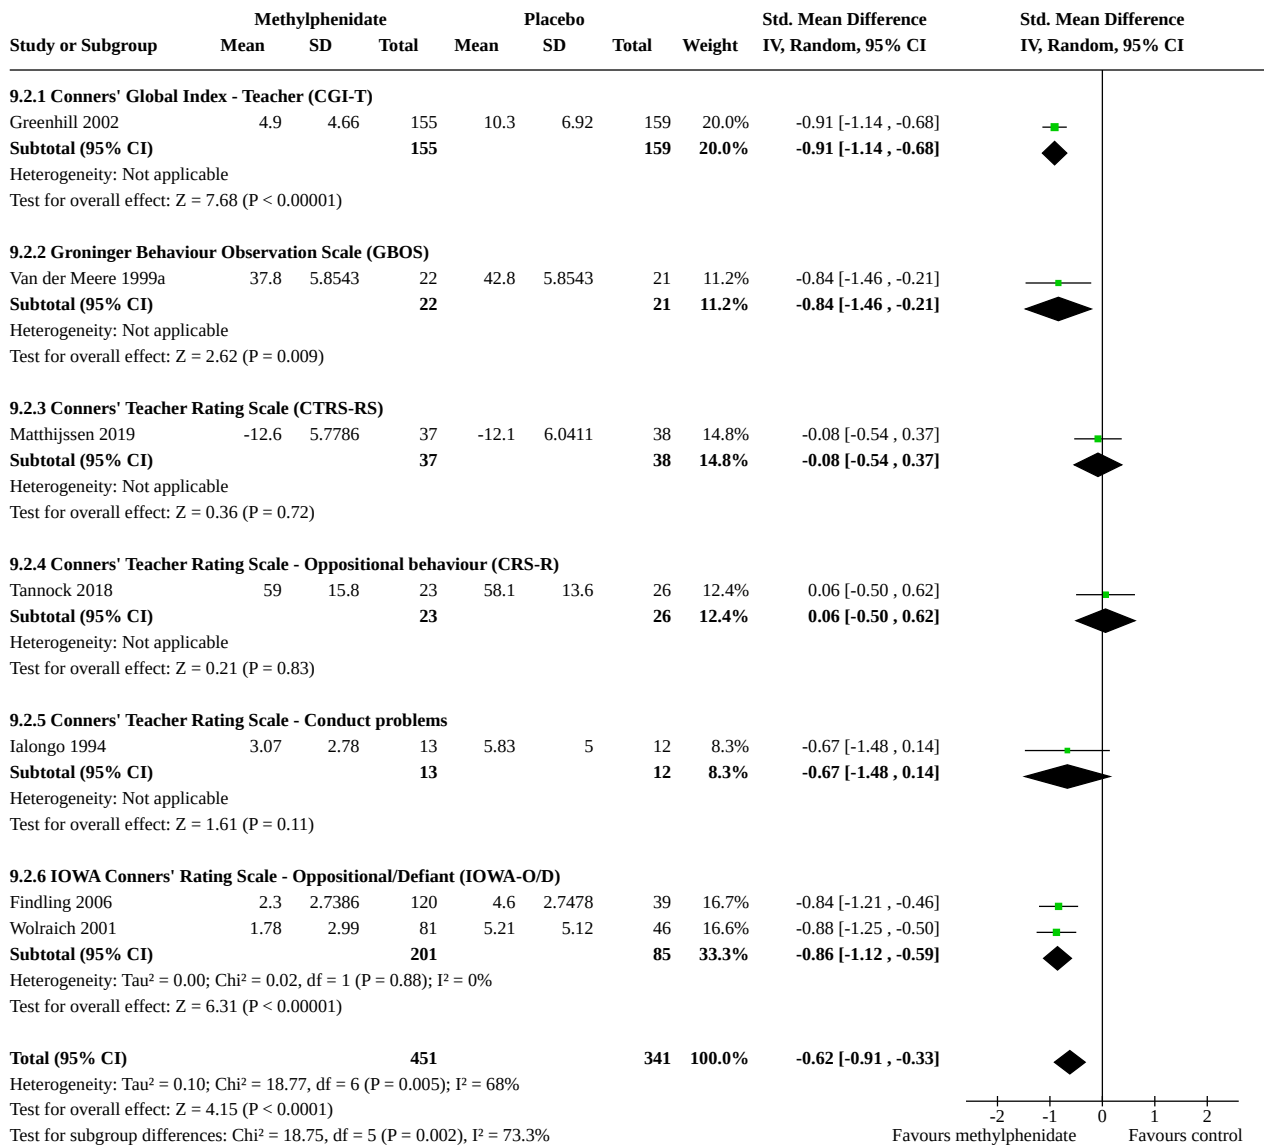 Methylphenidate Placebo Std. Mean Difference Std. Mean Difference
Study or Subgroup Mean SD Total Mean SD Total Weight IV, Random, 95% CI IV, Random, 95% CI
9.2.1 Conners' Global Index - Teacher (CGI-T)
Greenhill 2002 4.9 4.66 155 10.3 6.92 159 20.0% -0.91 [-1.14 , -0.68]
Subtotal (95% CI) 155 159 20.0% -0.91 [-1.14 , -0.68]
Heterogeneity: Not applicable
Test for overall effect: Z = 7.68 (P < 0.00001)
9.2.2 Groninger Behaviour Observation Scale (GBOS)
Van der Meere 1999a 37.8 5.8543 22 42.8 5.8543 21 11.2% -0.84 [-1.46 , -0.21]
Subtotal (95% CI) 22 21 11.2% -0.84 [-1.46 , -0.21]
Heterogeneity: Not applicable
Test for overall effect: Z = 2.62 (P = 0.009)
9.2.3 Conners' Teacher Rating Scale (CTRS-RS)
Matthijssen 2019 -12.6 5.7786 37 -12.1 6.0411 38 14.8% -0.08 [-0.54 , 0.37]
Subtotal (95% CI) 37 38 14.8% -0.08 [-0.54 , 0.37]
Heterogeneity: Not applicable
Test for overall effect: Z = 0.36 (P = 0.72)
9.2.4 Conners' Teacher Rating Scale - Oppositional behaviour (CRS-R)
Tannock 2018 59 15.8 23 58.1 13.6 26 12.4% 0.06 [-0.50 , 0.62]
Subtotal (95% CI) 23 26 12.4% 0.06 [-0.50 , 0.62]
Heterogeneity: Not applicable
Test for overall effect: Z = 0.21 (P = 0.83)
9.2.5 Conners' Teacher Rating Scale - Conduct problems
Ialongo 1994 3.07 2.78 13 5.83 5 12 8.3% -0.67 [-1.48 , 0.14]
Subtotal (95% CI) 13 12 8.3% -0.67 [-1.48 , 0.14]
Heterogeneity: Not applicable
Test for overall effect: Z = 1.61 (P = 0.11)
9.2.6 IOWA Conners' Rating Scale - Oppositional/Defiant (IOWA-O/D)
Findling 2006 2.3 2.7386 120 4.6 2.7478 39 16.7% -0.84 [-1.21 , -0.46]
Wolraich 2001 1.78 2.99 81 5.21 5.12 46 16.6% -0.88 [-1.25 , -0.50]
Subtotal (95% CI) 201 85 33.3% -0.86 [-1.12 , -0.59]
Heterogeneity: Tau² = 0.00; Chi² = 0.02, df = 1 (P = 0.88); I² = 0%
Test for overall effect: Z = 6.31 (P < 0.00001)
Total (95% CI) 451 341 100.0% -0.62 [-0.91 , -0.33]
Heterogeneity: Tau² = 0.10; Chi² = 18.77, df = 6 (P = 0.005); I² = 68%
Test for overall effect: Z = 4.15 (P < 0.0001)
-2 -1 0 1 2
Test for subgroup differences: Chi² = 18.75, df = 5 (P = 0.002), I² = 73.3% Favours methylphenidate Favours control